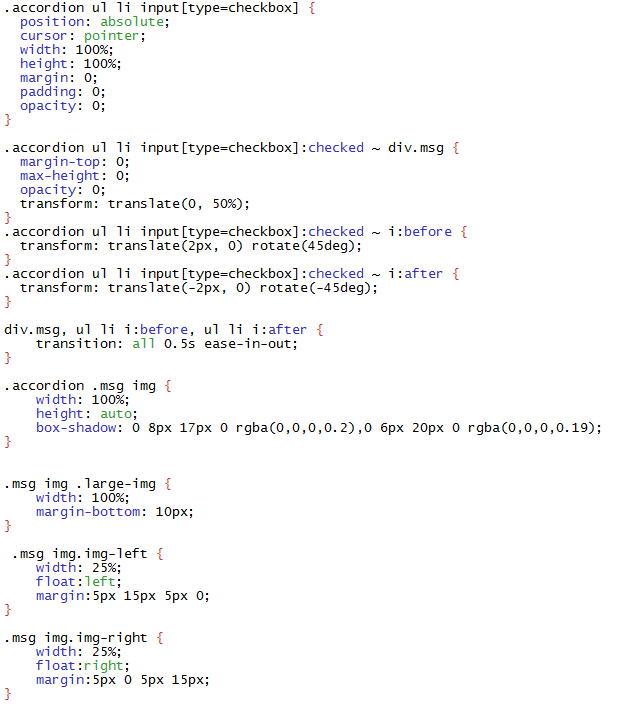 .accordion ul li input[type=checkbox] {
  position: absolute;
  cursor: pointer;
  width: 100%;
  height: 100%;
  margin: 0;
  padding: 0;
  opacity: 0;
}

.accordion ul li input[type=checkbox]:checked ~ div.msg {
  margin-top: 0;
  max-height: 0;
  opacity: 0;
  transform: translate(0, 50%);
}
.accordion ul li input[type=checkbox]:checked ~ i:before {
  transform: translate(2px, 0) rotate(45deg);
}
.accordion ul li input[type=checkbox]:checked ~ i:after {
  transform: translate(-2px, 0) rotate(-45deg);
}

div.msg, ul li i:before, ul li i:after {
    transition: all 0.5s ease-in-out;
}

.accordion .msg img {
    width: 100%;
    height: auto;
    box-shadow: 0 8px 17px 0 rgba(0,0,0,0.2),0 6px 20px 0 rgba(0,0,0,0.19);
}


.msg img .large-img {
    width: 100%;
    margin-bottom: 10px;
}

 .msg img.img-left {
    width: 25%;
    float:left;
    margin:5px 15px 5px 0;
}

.msg img.img-right {
    width: 25%;
    float:right;
    margin:5px 0 5px 15px;
}